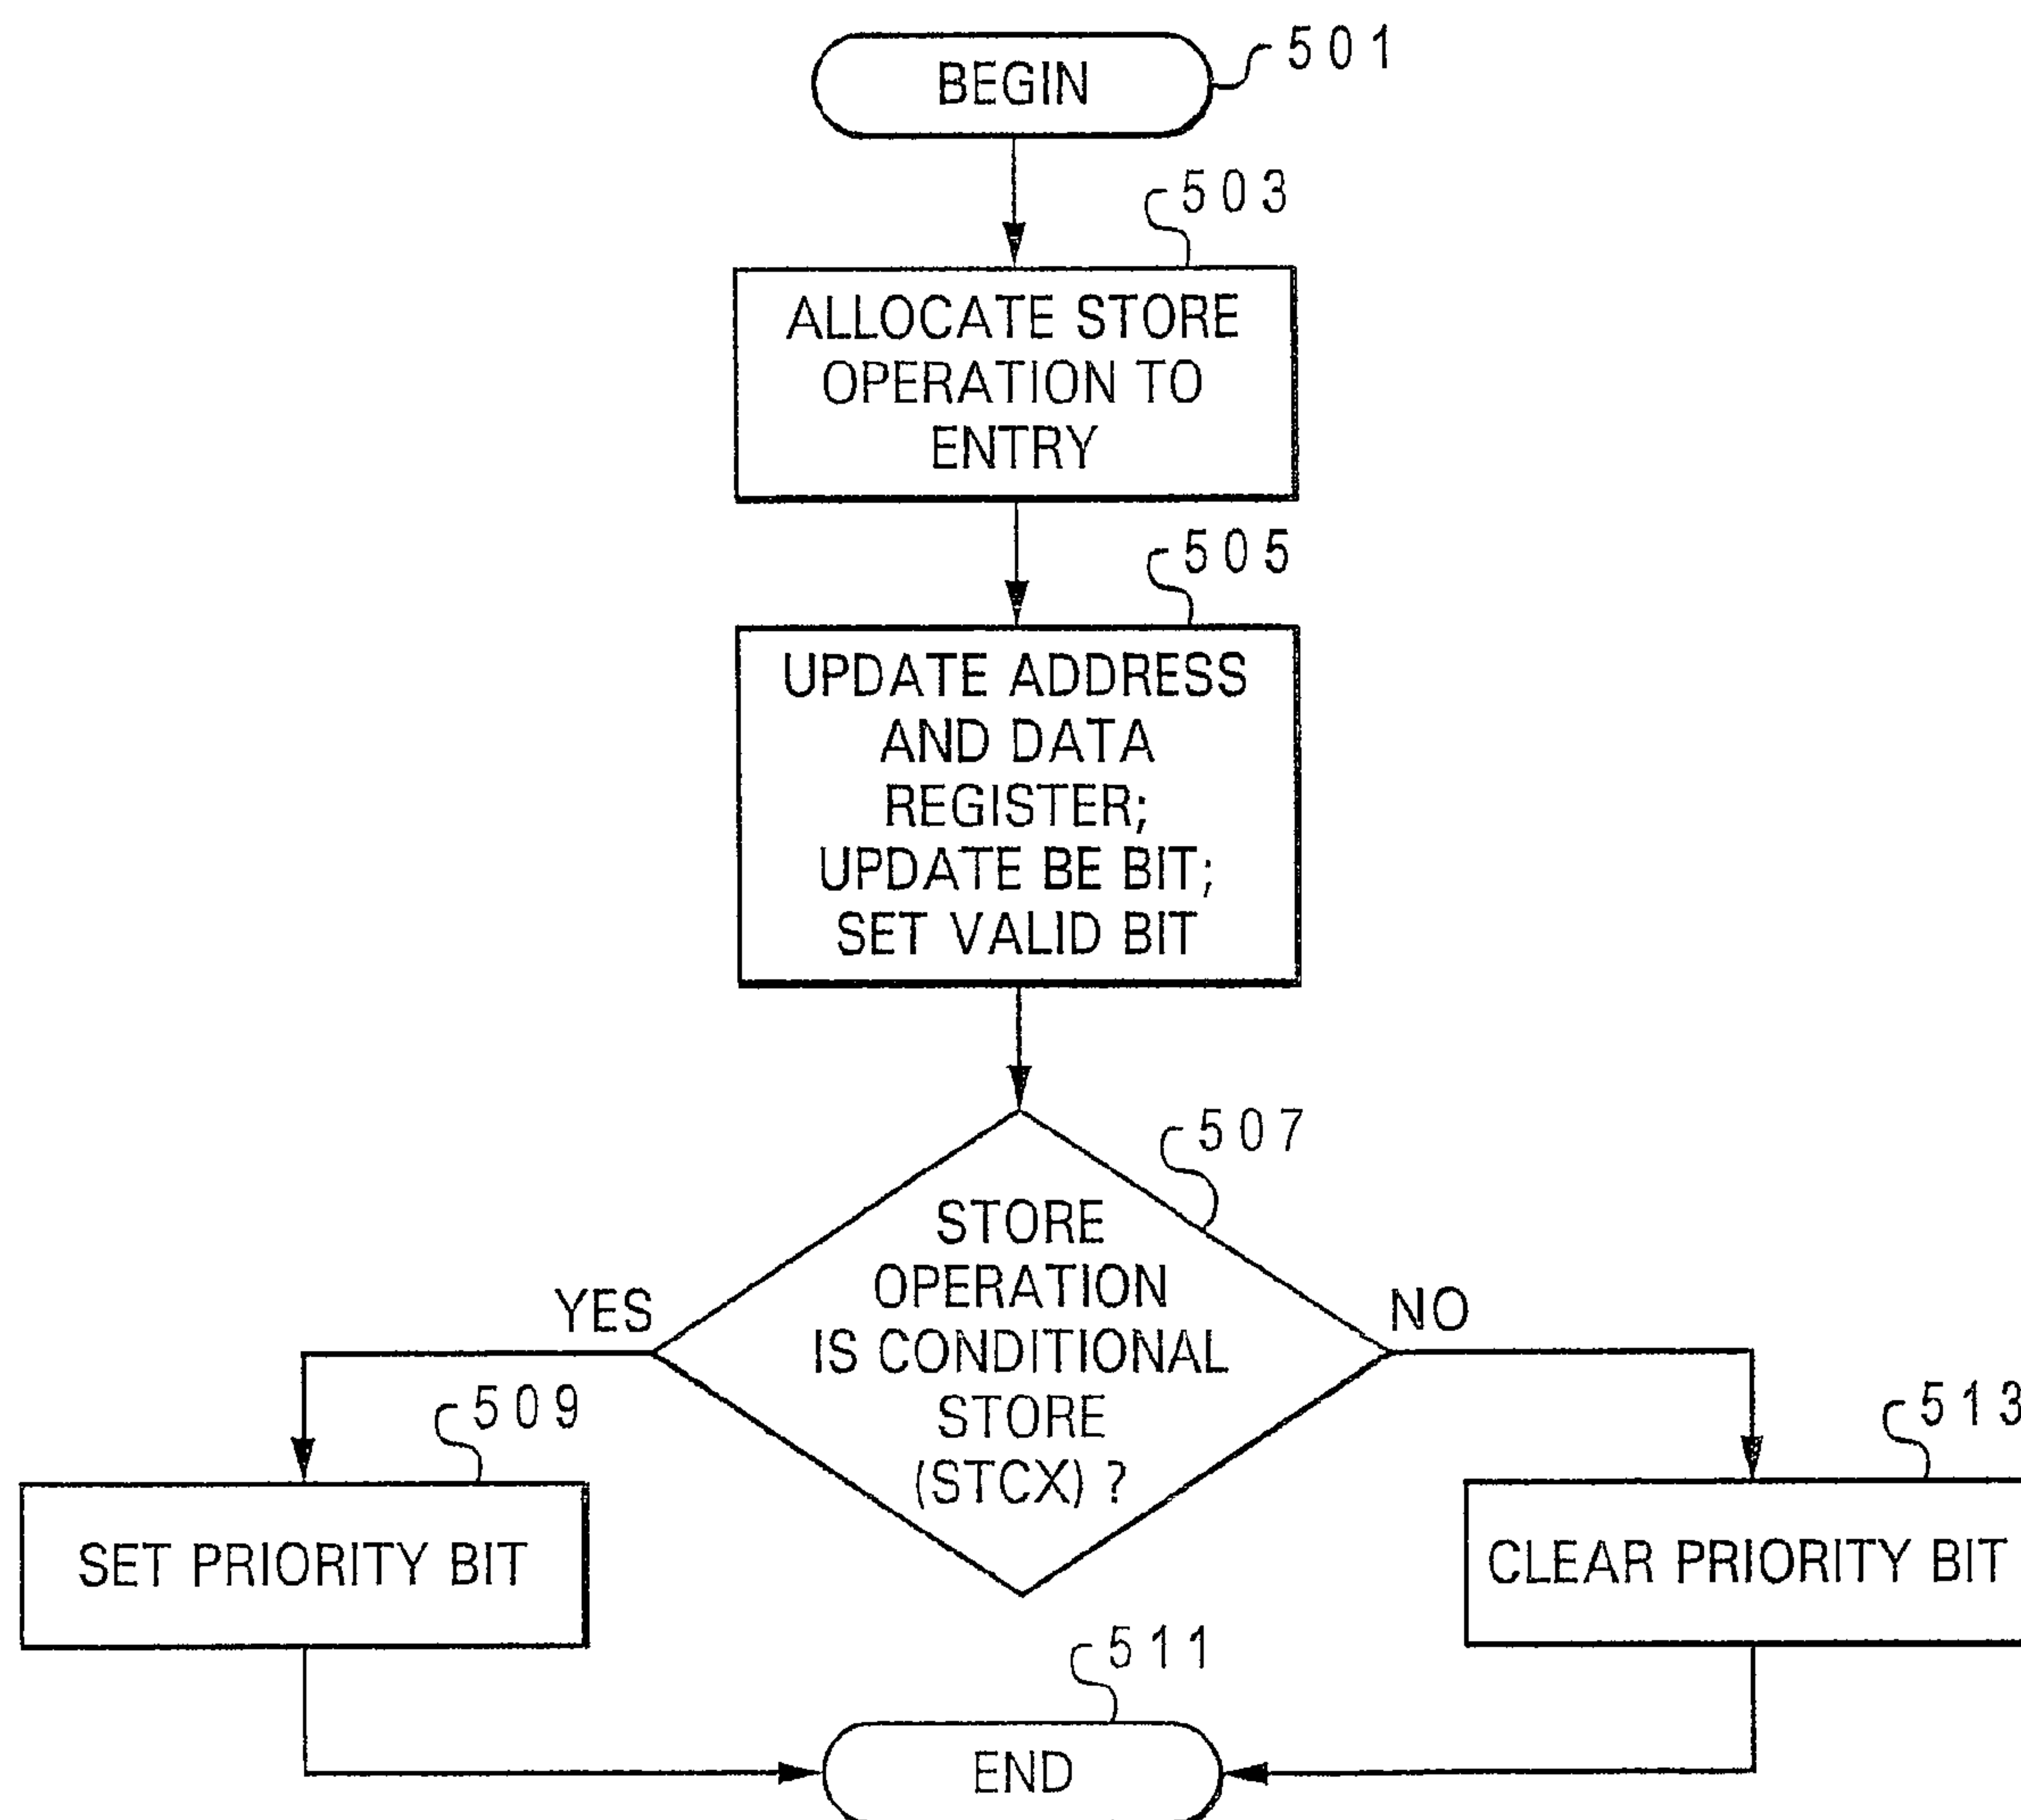 BEGIN
501
503
ALLOCATE STORE
OPERATION TO
ENTRY
505
UPDATE ADDRESS
AND DATA
REGISTER;
UPDATE BE BIT;
SET VALID BIT
507
STORE
OPERATION
IS CONDITIONAL
STORE
(STCX) ?
YES
NO
509
SET PRIORITY BIT
513
CLEAR PRIORITY BIT
511
END